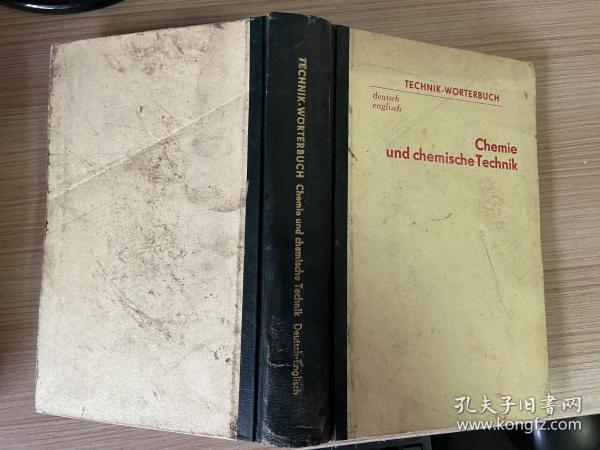 TECHNIK-WÖRTERBUCH Chemie und chemische Technik Deutsch-Englisch
TECHNIK-WÖRTERBUCH
deutsch
englisch
Chemie
und chemische Technik
孔夫子旧书网
www.kongfz.com